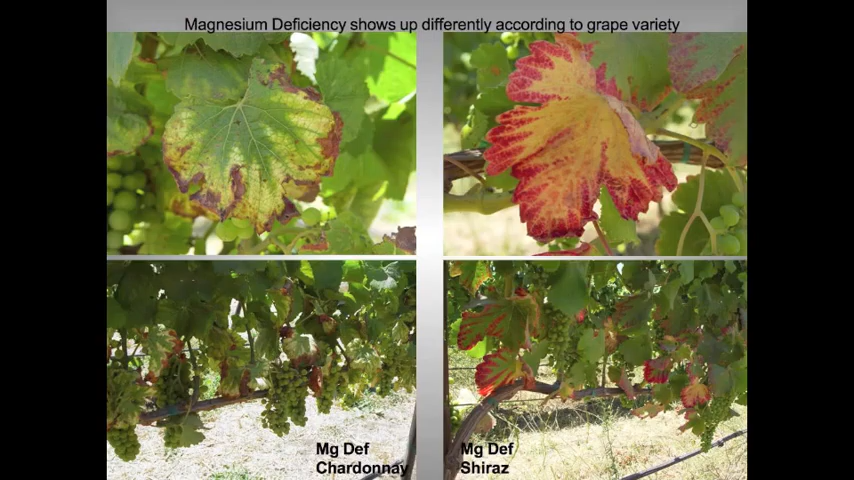 Magnesium Deficiency shows up differently according to grape variety
Mg Def
Chardonnay
Mg Def
Shiraz